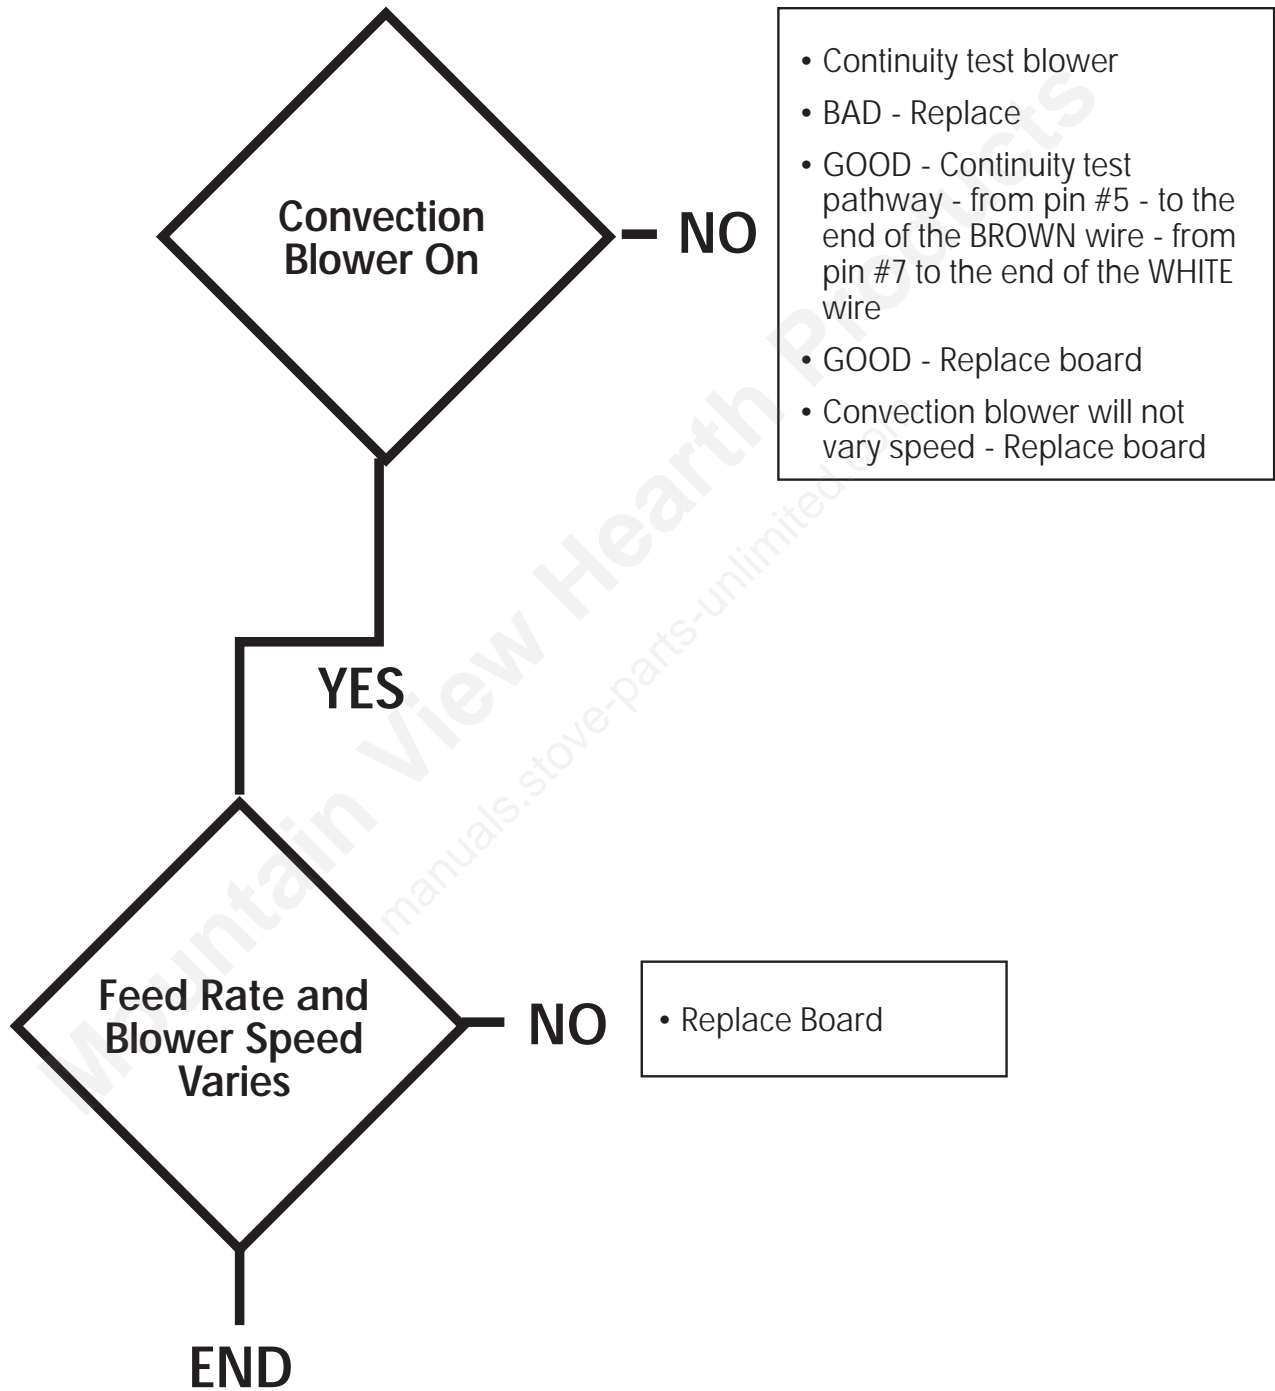 Convection
Blower On
NO
• Continuity test blower
• BAD - Replace
• GOOD - Continuity test
pathway - from pin #5 - to the
end of the BROWN wire - from
pin #7 to the end of the WHITE
wire
• GOOD - Replace board
• Convection blower will not
vary speed - Replace board
YES
Feed Rate and
Blower Speed
Varies
NO
• Replace Board
END
Mountain View Hearth Products
manuals.stove-parts-unlimited.com